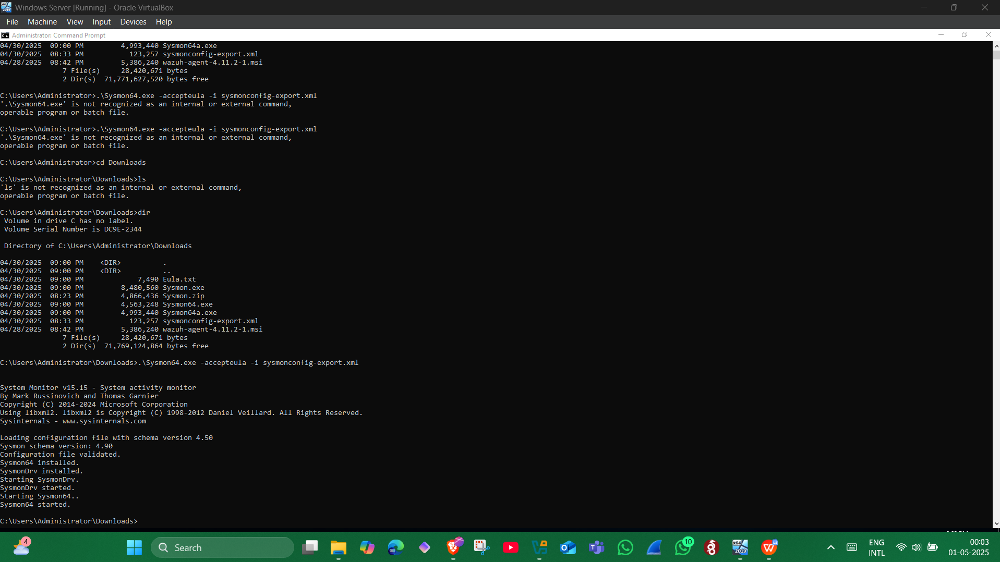 Windows Server [Running] - Oracle VirtualBox
File Machine View Input Devices Help
Administrator: Command Prompt
04/30/2025  09:00 PM         4,993,440 Sysmon64a.exe
04/30/2025  08:33 PM           123,257 sysmonconfig-export.xml
04/28/2025  08:42 PM         5,386,240 wazuh-agent-4.11.2-1.msi
               7 File(s)     28,420,671 bytes
               2 Dir(s)  71,771,627,520 bytes free
C:\Users\Administrator>.\Sysmon64.exe -accepteula -i sysmonconfig-export.xml
'.\Sysmon64.exe' is not recognized as an internal or external command,
operable program or batch file.
C:\Users\Administrator>.\Sysmon64.exe -accepteula -i sysmonconfig-export.xml
'.\Sysmon64.exe' is not recognized as an internal or external command,
operable program or batch file.
C:\Users\Administrator>cd Downloads
C:\Users\Administrator\Downloads>ls
'ls' is not recognized as an internal or external command,
operable program or batch file.
C:\Users\Administrator\Downloads>dir
 Volume in drive C has no label.
 Volume Serial Number is DC9E-2344
 Directory of C:\Users\Administrator\Downloads
04/30/2025  09:00 PM    <DIR>          .
04/30/2025  09:00 PM    <DIR>          ..
04/30/2025  09:00 PM             7,490 Eula.txt
04/30/2025  09:00 PM         8,480,560 Sysmon.exe
04/30/2025  08:23 PM         4,866,436 Sysmon.zip
04/30/2025  09:00 PM         4,563,248 Sysmon64.exe
04/30/2025  09:00 PM         4,993,440 Sysmon64a.exe
04/30/2025  08:33 PM           123,257 sysmonconfig-export.xml
04/28/2025  08:42 PM         5,386,240 wazuh-agent-4.11.2-1.msi
               7 File(s)     28,420,671 bytes
               2 Dir(s)  71,769,124,864 bytes free
C:\Users\Administrator\Downloads>.\Sysmon64.exe -accepteula -i sysmonconfig-export.xml
System Monitor v15.15 - System activity monitor
By Mark Russinovich and Thomas Garnier
Copyright (C) 2014-2024 Microsoft Corporation
Using libxml2. libxml2 is Copyright (C) 1998-2012 Daniel Veillard. All Rights Reserved.
Sysinternals - www.sysinternals.com
Loading configuration file with schema version 4.50
Sysmon schema version: 4.90
Configuration file validated.
Sysmon64 installed.
SysmonDrv installed.
Starting SysmonDrv.
SysmonDrv started.
Starting Sysmon64..
Sysmon64 started.
C:\Users\Administrator\Downloads>
4
Search
10
x64
2019
ENG
INTL
00:03
01-05-2025